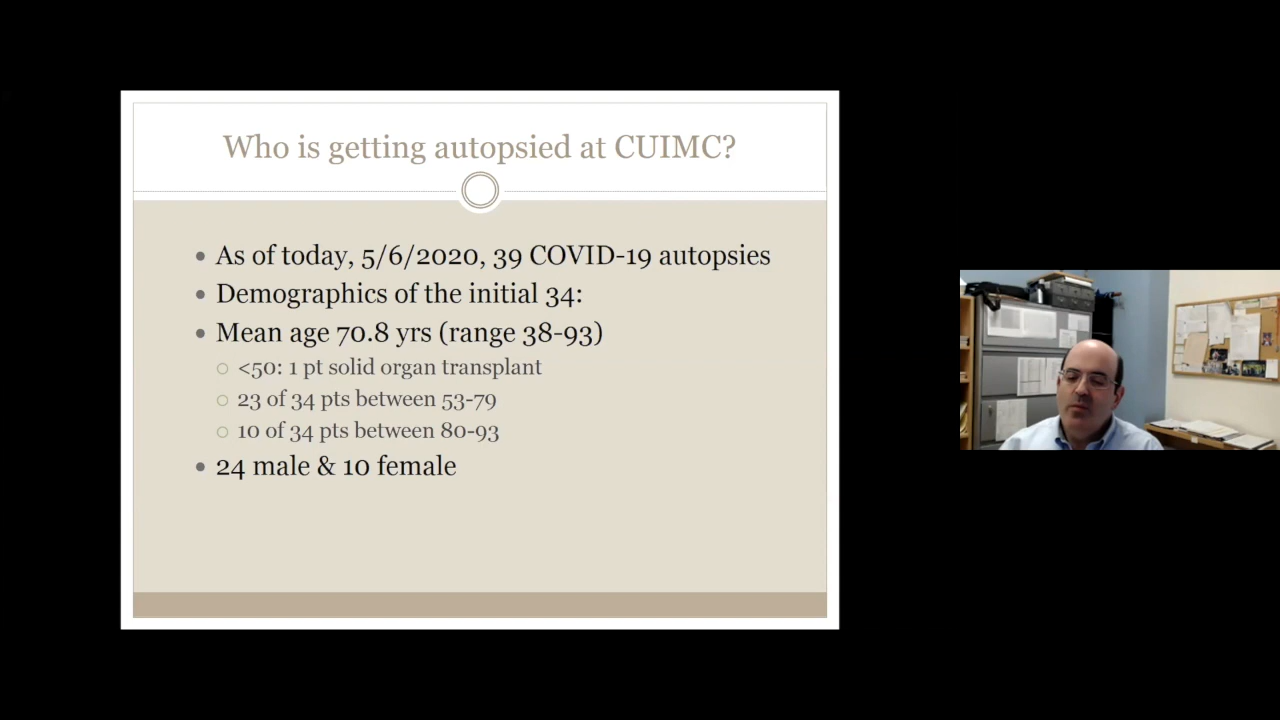 Who is getting autopsied at CUIMC?
As of today, 5/6/2020, 39 COVID-19 autopsies
Demographics of the initial 34:
Mean age 70.8 yrs (range 38-93)
<50: 1 pt solid organ transplant
23 of 34 pts between 53-79
10 of 34 pts between 80-93
24 male & 10 female